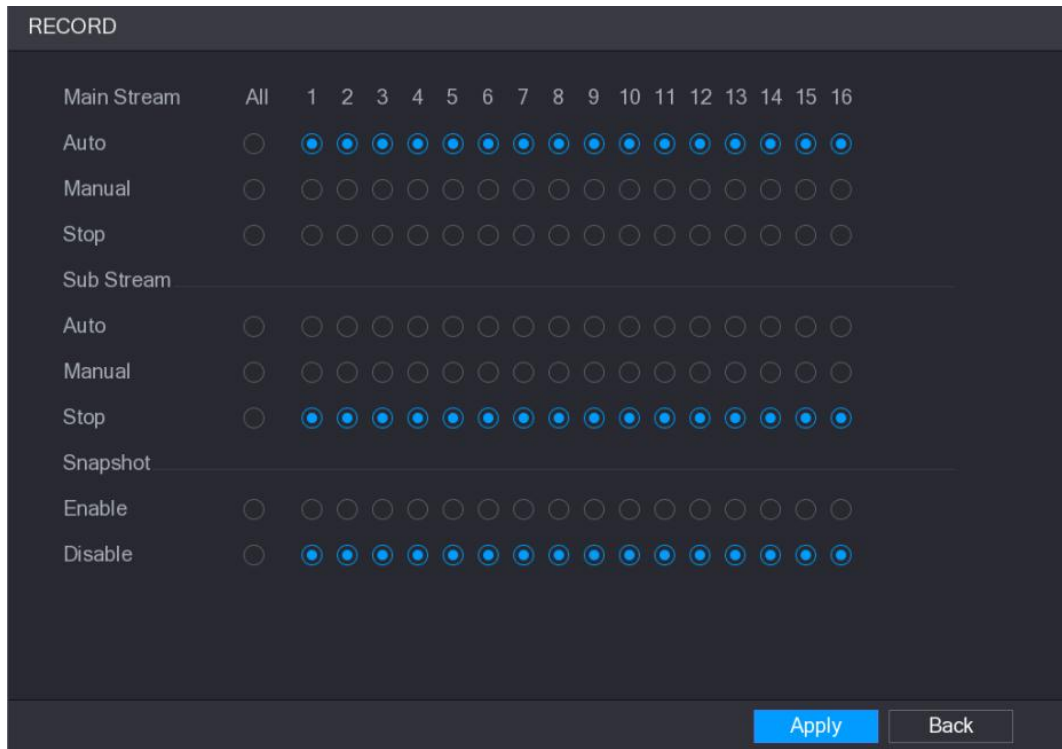 RECORD
Main Stream All 1 2 3 4 5 6 7 8 9 10 11 12 13 14 15 16
Auto
Manual
Stop
Sub Stream
Auto
Manual
Stop
Snapshot
Enable
Disable
Apply Back